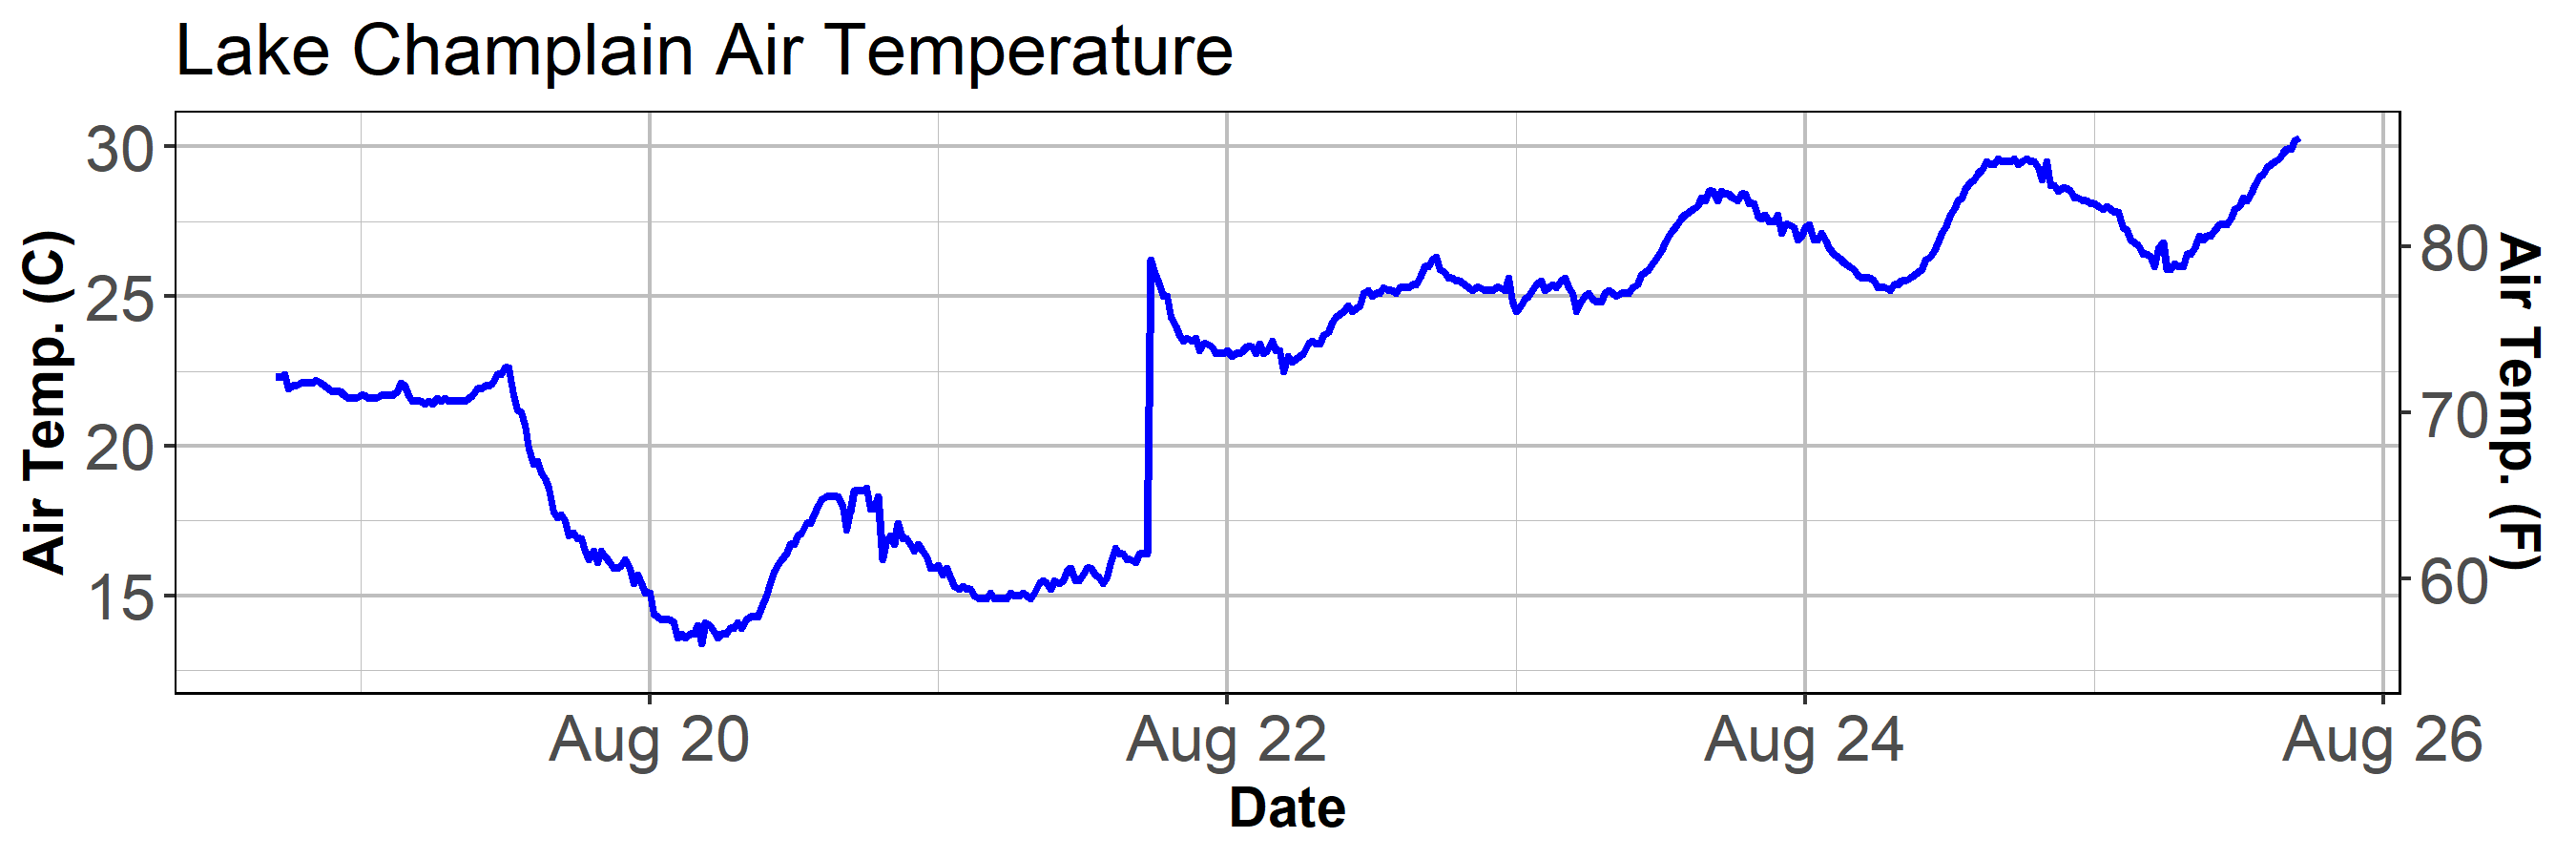 Lake Champlain Air Temperature
Air Temp. (C)
30
25
20
15
80
70
60
Air Temp. (F)
Aug 20 Aug 22 Aug 24 Aug 26
Date